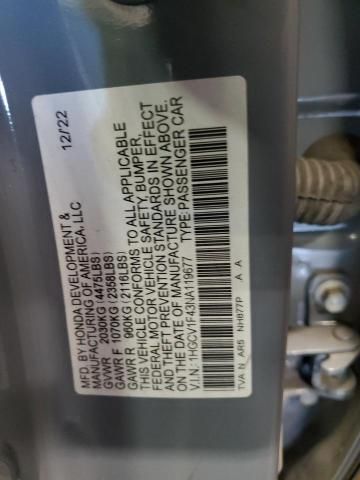 MFD. BY HONDA DEVELOPMENT & 12/22
MANUFACTURING OF AMERICA, LLC
GVWR 2030KG (4475LBS)
GAWR F 1070KG (2358LBS)
GAWR R 960KG (2116LBS)
THIS VEHICLE CONFORMS TO ALL APPLICABLE
FEDERAL MOTOR VEHICLE SAFETY, BUMPER,
AND THEFT PREVENTION STANDARDS IN EFFECT
ON THE DATE OF MANUFACTURE SHOWN ABOVE.
V.I.N.:1HGCV1F43NA119677 TYPE:PASSENGER CAR
TVA N AR5 NH877P A A